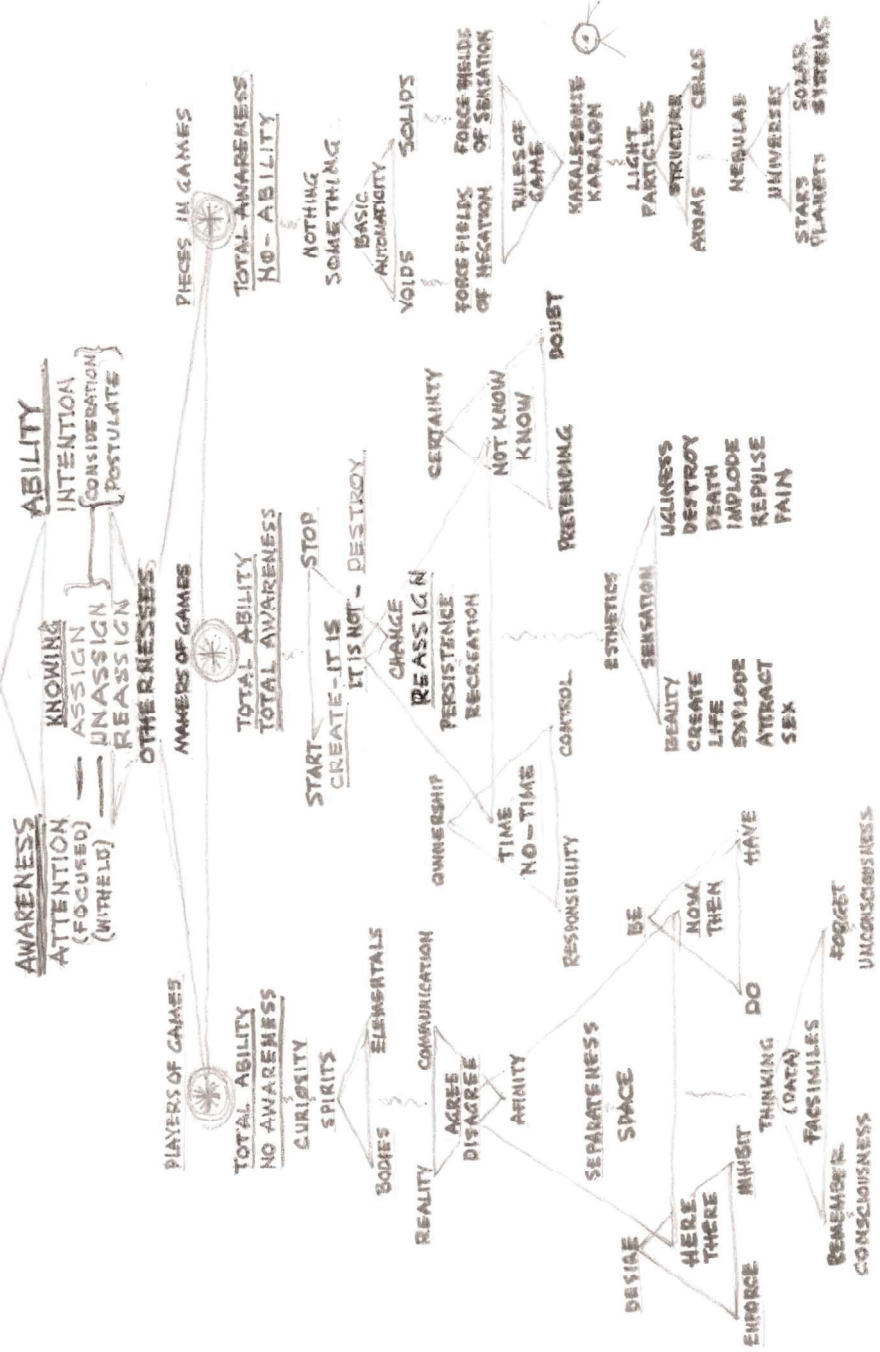 AWARENESS
ATTENTION
(FOCUSED)
(WITHELD)
KNOWING
ASSIGN
UNASSIGN
REASSIGN
OTHERNESSES
ABILITY
INTENTION
CONSIDERATION
POSTULATE
PLAYERS OF GAMES
TOTAL ABILITY
NO AWARENESS
CURIOSITY
SPIRITS
BODIES
ELEMENTALS
REALITY
COMMUNICATION
AGREE
DISAGREE
AFINITY
SEPARATENESS
SPACE
DESIRE
HERE
THERE
ENFORCE
INHIBIT
BE
NOW
THEN
DO
HAVE
THINKING
(DATA)
FACSIMILES
REMEMBER
CONSCIOUSNESS
FORGET
UNCONSCIOUSNESS
MAKERS OF GAMES
TOTAL ABILITY
TOTAL AWARENESS
START
STOP
CREATE-IT IS
IT IS NOT - DESTROY
CHANGE
REASSIGN
PERSISTENCE
RECREATION
OWNERSHIP
TIME
NO-TIME
RESPONSIBILITY
CONTROL
CERTAINTY
NOT KNOW
KNOW
PRETENDING
DOUBT
ESTHETICS
SENSATION
BEAUTY
CREATE
LIFE
EXPLODE
ATTRACT
SEX
UGLINESS
DESTROY
DEATH
IMPLODE
REPULSE
PAIN
PIECES IN GAMES
TOTAL AWARENESS
NO-ABILITY
NOTHING
SOMETHING
BASIC
AUTOMATICITY
VOIDS
SOLIDS
FORCE FIELDS
OF NEGATION
FORCE FIELDS
OF SENSATION
RULES OF
GAME
KARAISON
LIGHT
PARTICLES
STRUCTURE
ATOMS
CELLS
NEBULAE
UNIVERSES
STARS
PLANETS
SOLAR
SYSTEMS